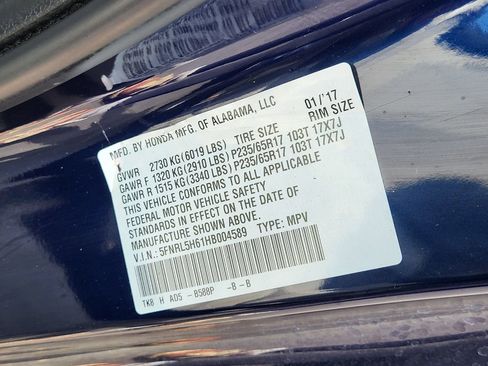 MFD. BY HONDA MFG. OF ALABAMA, LLC 01/'17
GVWR 2730 KG (6019 LBS) TIRE SIZE RIM SIZE
GAWR F 1320 KG (2910 LBS) P235/65R17 103T 17X7J
GAWR R 1515 KG (3340 LBS) P235/65R17 103T 17X7J
THIS VEHICLE CONFORMS TO ALL APPLICABLE
FEDERAL MOTOR VEHICLE SAFETY
STANDARDS IN EFFECT ON THE DATE OF
MANUFACTURE SHOWN ABOVE.
V.I.N.: 5FNRL5H61HB004589 TYPE: MPV
TK8 H AD5 -B588P -B -B